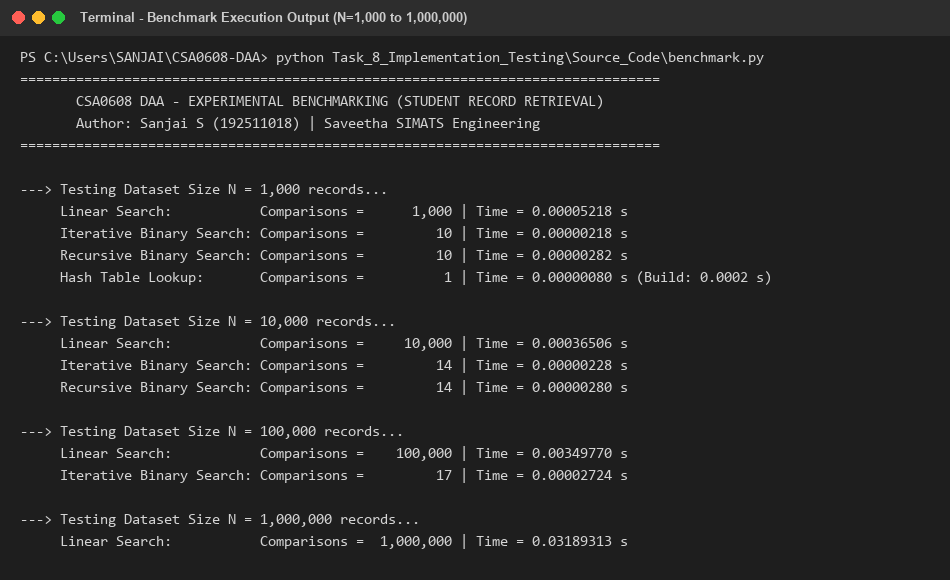 Terminal - Benchmark Execution Output (N=1,000 to 1,000,000)
PS C:\Users\SANJAI\CSA0608-DAA> python Task_8_Implementation_Testing\Source_Code\benchmark.py
================================================================================
CSA0608 DAA - EXPERIMENTAL BENCHMARKING (STUDENT RECORD RETRIEVAL)
Author: Sanjai S (192511018) | Saveetha SIMATS Engineering
================================================================================
---> Testing Dataset Size N = 1,000 records...
Linear Search:           Comparisons =      1,000 | Time = 0.00005218 s
Iterative Binary Search: Comparisons =         10 | Time = 0.00000218 s
Recursive Binary Search: Comparisons =         10 | Time = 0.00000282 s
Hash Table Lookup:       Comparisons =          1 | Time = 0.00000080 s (Build: 0.0002 s)
---> Testing Dataset Size N = 10,000 records...
Linear Search:           Comparisons =     10,000 | Time = 0.00036506 s
Iterative Binary Search: Comparisons =         14 | Time = 0.00000228 s
Recursive Binary Search: Comparisons =         14 | Time = 0.00000280 s
---> Testing Dataset Size N = 100,000 records...
Linear Search:           Comparisons =    100,000 | Time = 0.00349770 s
Iterative Binary Search: Comparisons =         17 | Time = 0.00002724 s
---> Testing Dataset Size N = 1,000,000 records...
Linear Search:           Comparisons =  1,000,000 | Time = 0.03189313 s